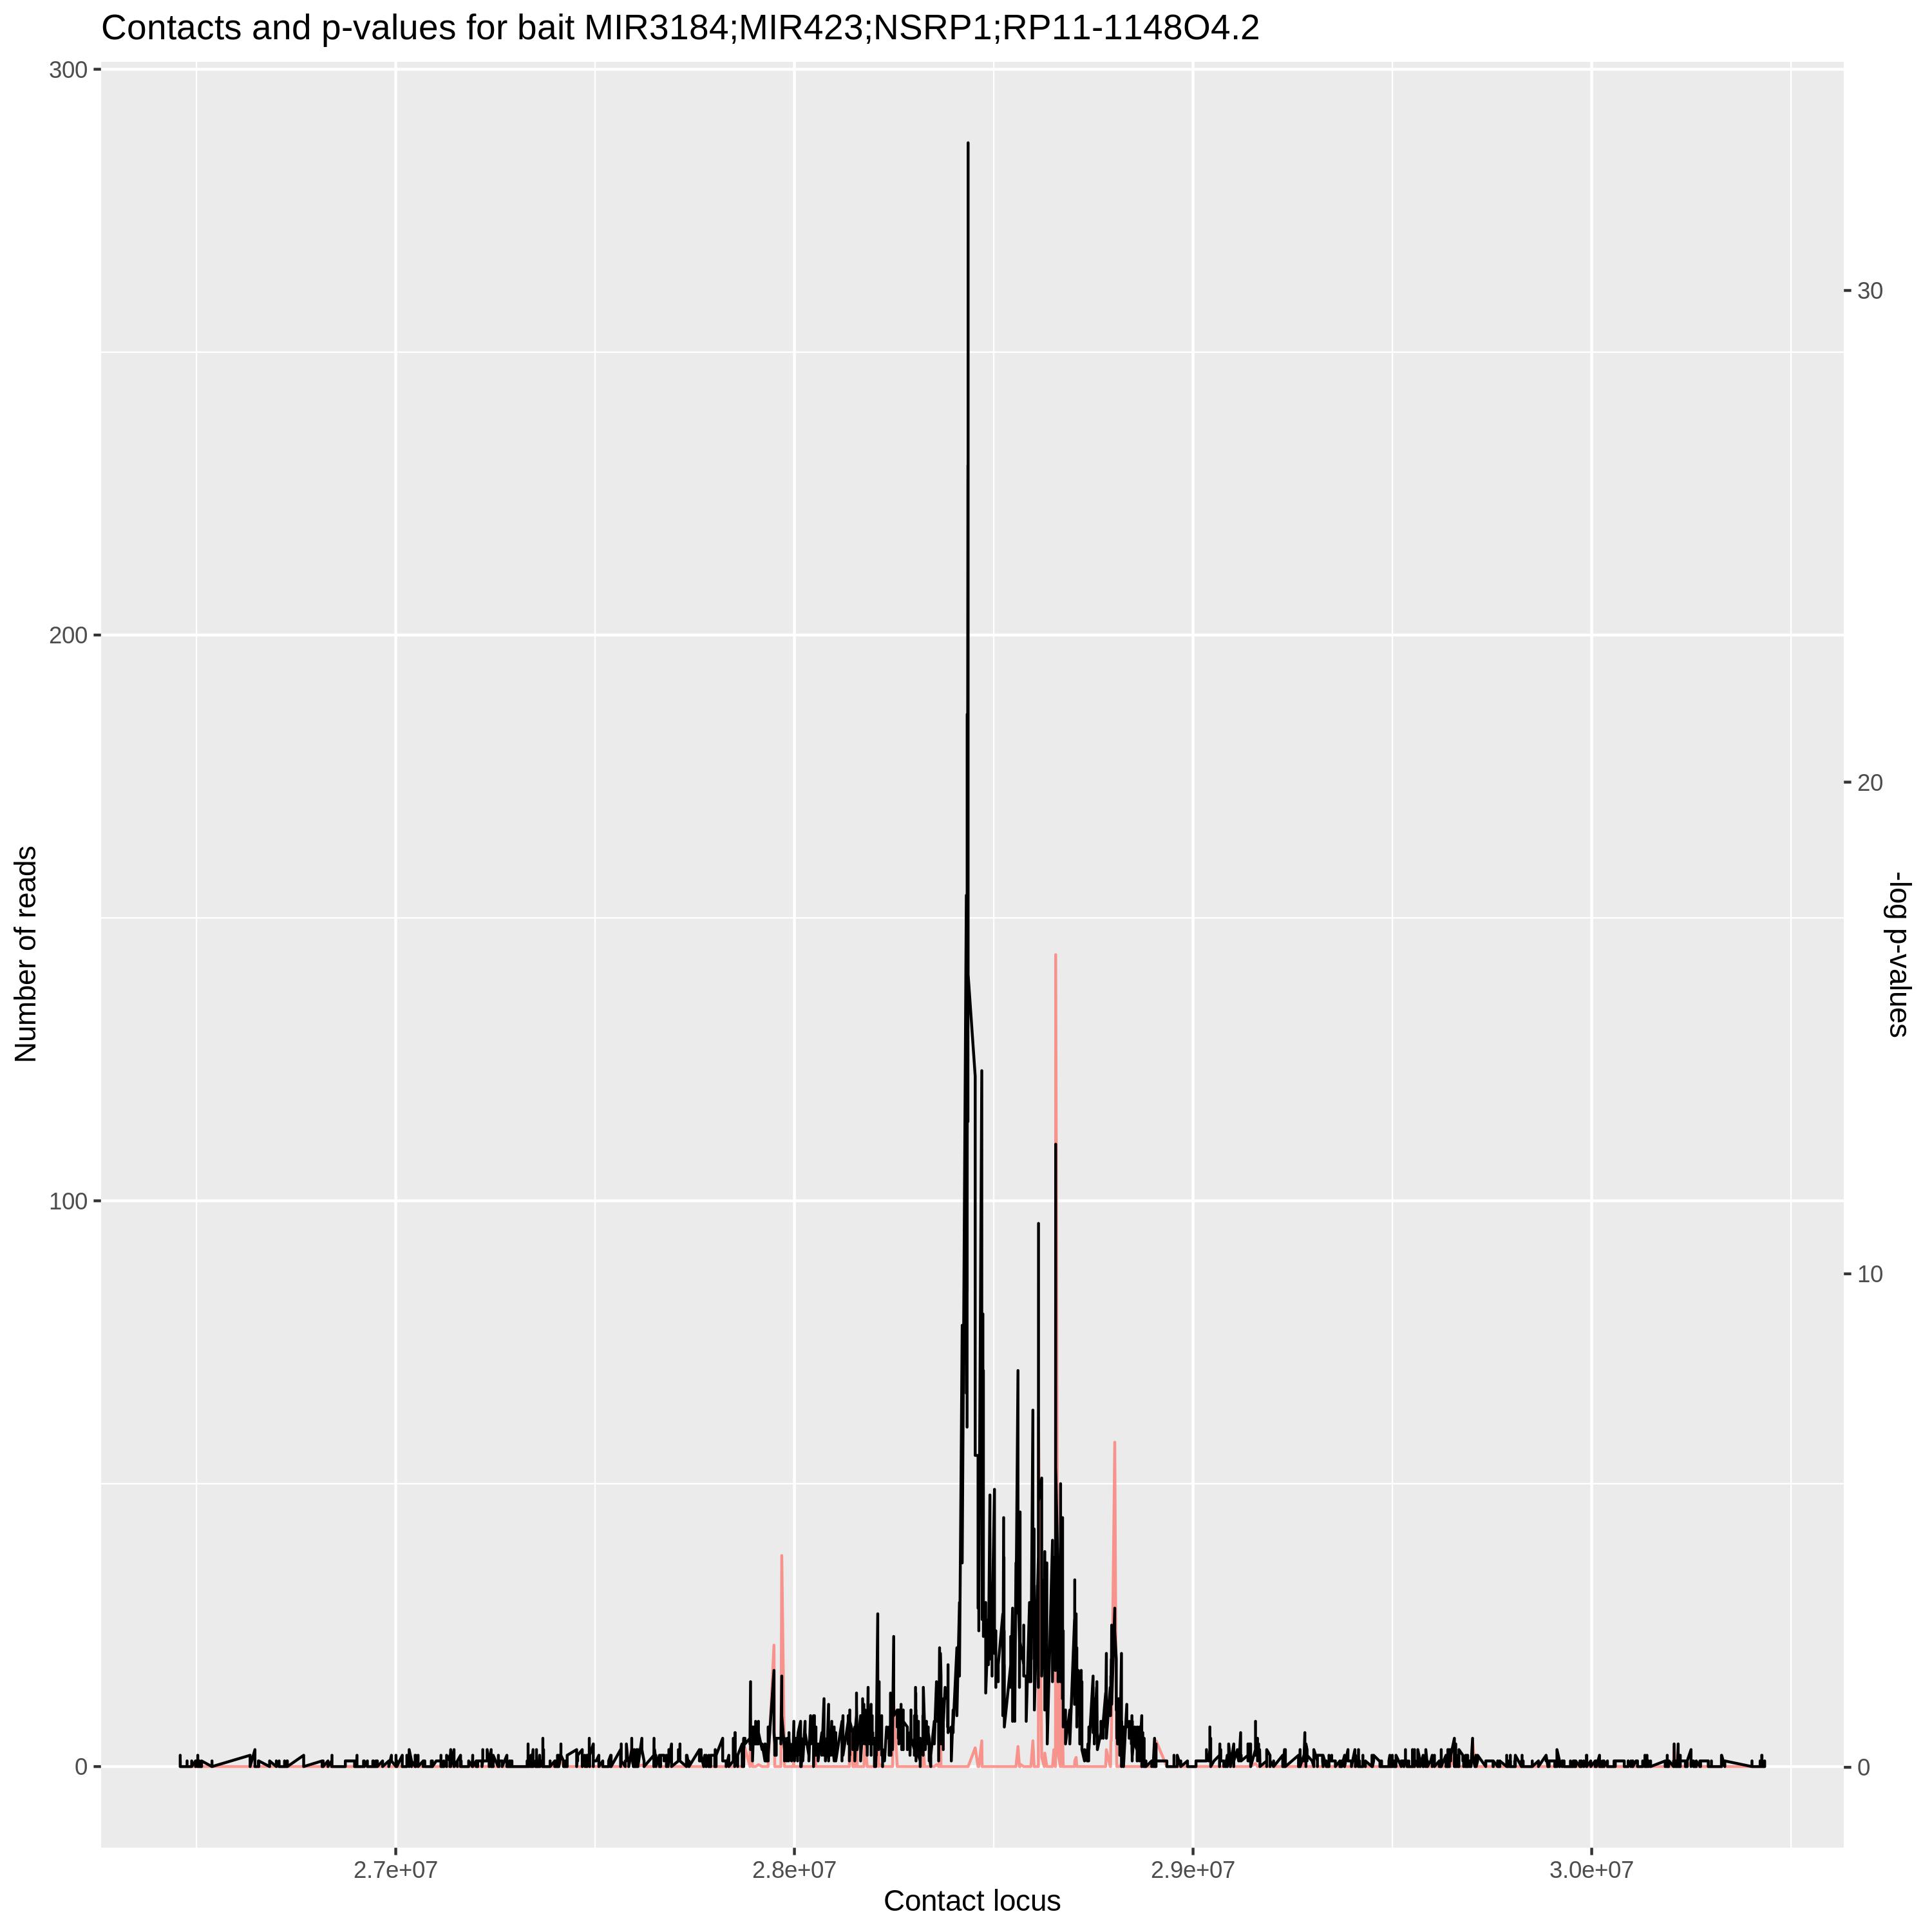 Contacts and p-values for bait MIR3184;MIR423;NSRP1;RP11-1148O4.2
300
200
100
0
Number of reads
30
20
10
0
-log p-values
2.7e+07
2.8e+07
2.9e+07
3.0e+07
Contact locus